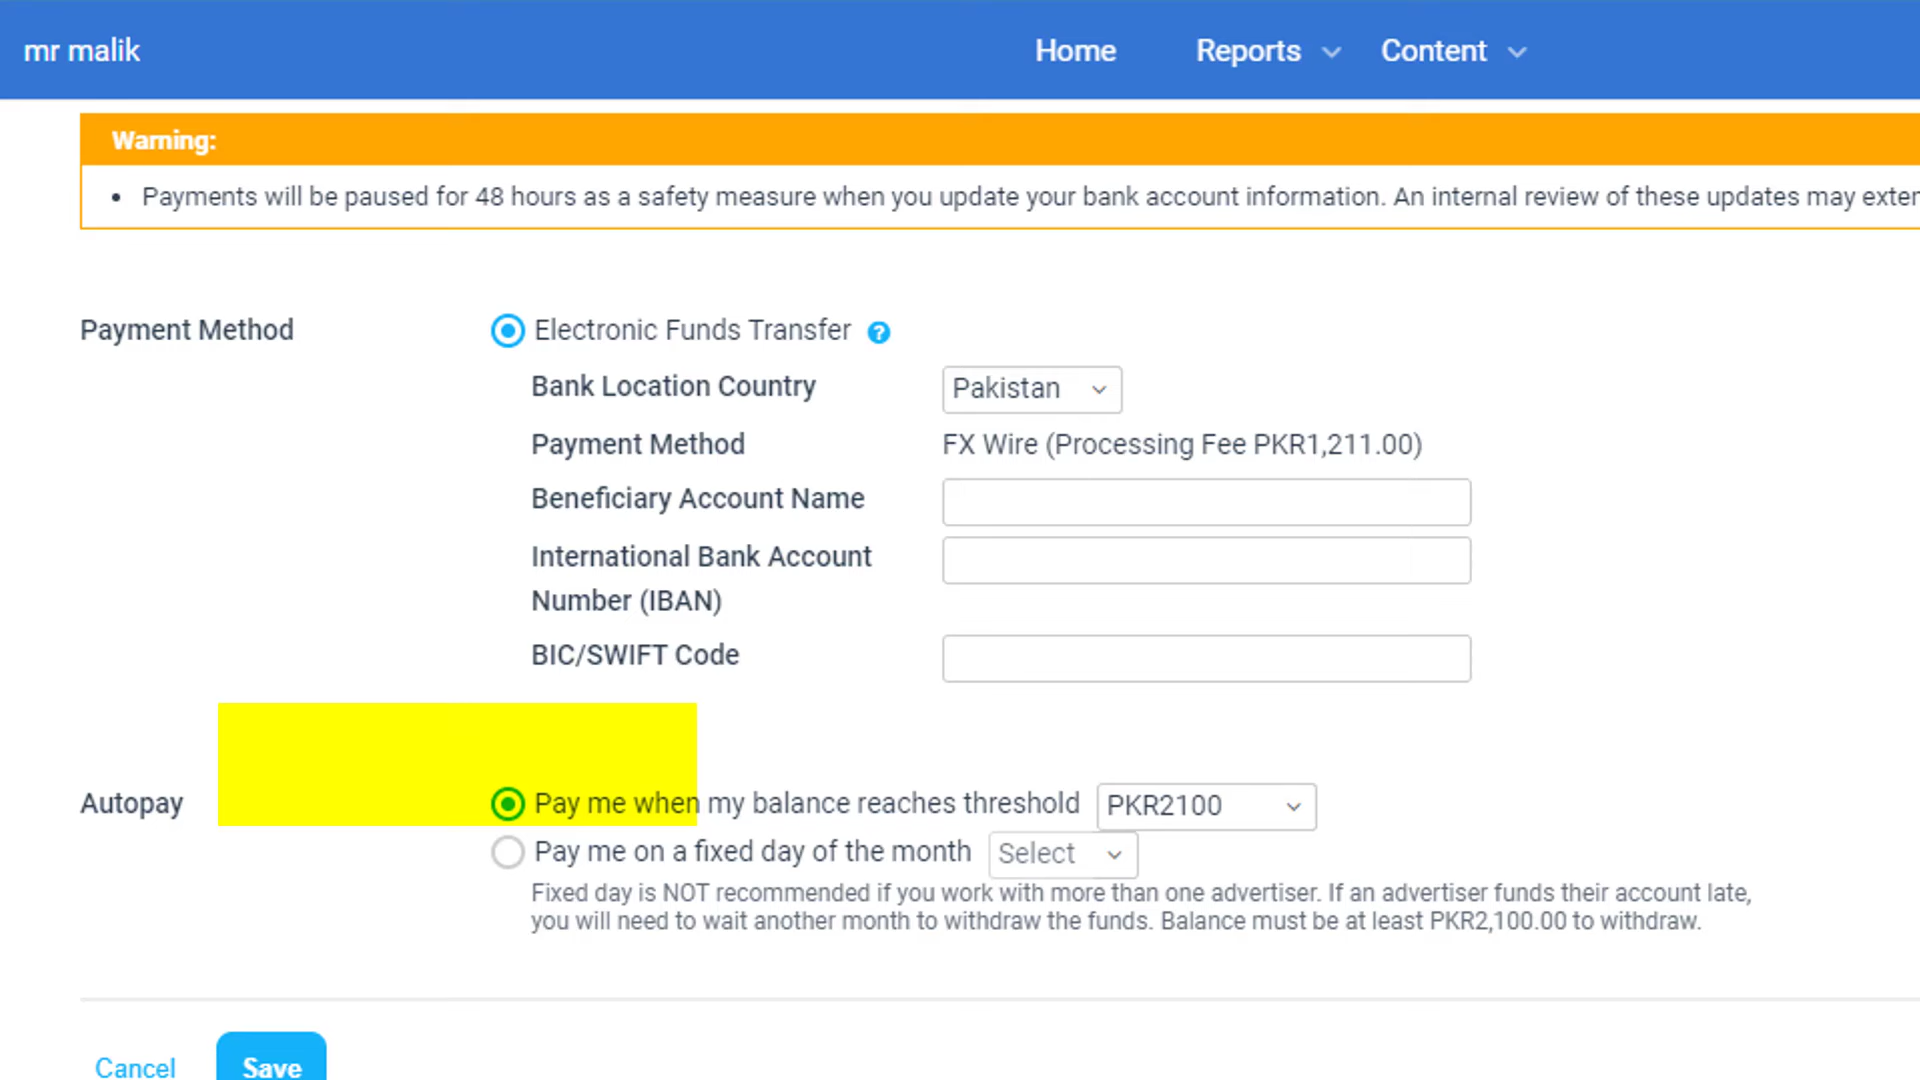 mr malik
Home Reports Content
Warning:
• Payments will be paused for 48 hours as a safety measure when you update your bank account information. An internal review of these updates may
Payment Method
Electronic Funds Transfer ?
Bank Location Country Pakistan
Payment Method FX Wire (Processing Fee PKR1,211.00)
Beneficiary Account Name
International Bank Account
Number (IBAN)
BIC/SWIFT Code
Autopay
Pay me when my balance reaches threshold PKR2100
Pay me on a fixed day of the month Select
Fixed day is NOT recommended if you work with more than one advertiser. If an advertiser funds their account late,
you will need to wait another month to withdraw the funds. Balance must be at least PKR2,100.00 to withdraw.
Cancel Save